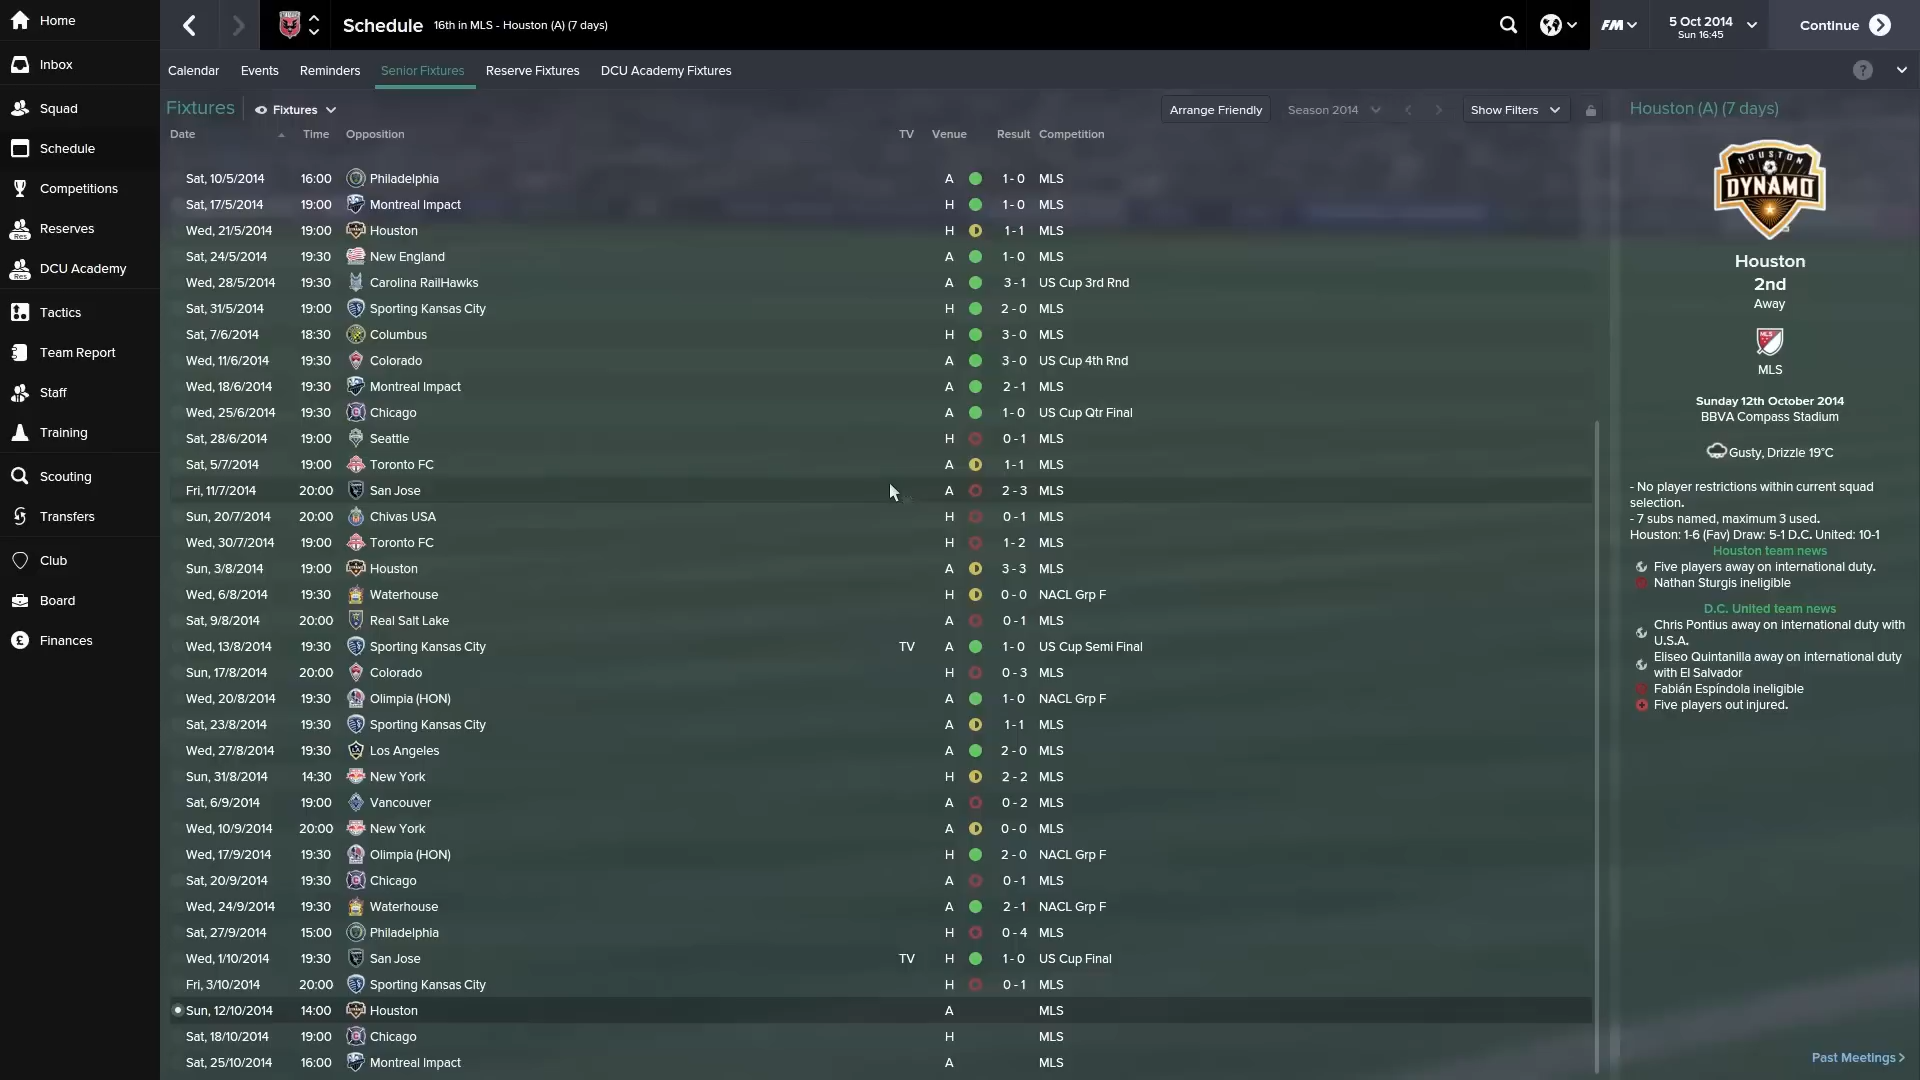 Home
Inbox
Squad
Schedule
Competitions
Res Reserves
Res DCU Academy
Tactics
Team Report
Staff
Training
Scouting
Transfers
Club
Board
£ Finances
Schedule 16th in MLS - Houston (A) (7 days)
FM
5 Oct 2014
Sun 16:45
Continue
Calendar Events Reminders Senior Fixtures Reserve Fixtures DCU Academy Fixtures
?
Fixtures Fixtures Arrange Friendly Season 2014 Show Filters
Date Time Opposition TV Venue Result Competition
Sat, 10/5/2014 16:00 Philadelphia A 1 - 0 MLS
Sat, 17/5/2014 19:00 Montreal Impact H 1 - 0 MLS
Wed, 21/5/2014 19:00 Houston H 1 - 1 MLS
Sat, 24/5/2014 19:30 New England A 1 - 0 MLS
Wed, 28/5/2014 19:30 Carolina RailHawks A 3 - 1 US Cup 3rd Rnd
Sat, 31/5/2014 19:00 Sporting Kansas City H 2 - 0 MLS
Sat, 7/6/2014 18:30 Columbus H 3 - 0 MLS
Wed, 11/6/2014 19:30 Colorado A 3 - 0 US Cup 4th Rnd
Wed, 18/6/2014 19:30 Montreal Impact A 2 - 1 MLS
Wed, 25/6/2014 19:30 Chicago A 1 - 0 US Cup Qtr Final
Sat, 28/6/2014 19:00 Seattle H 0 - 1 MLS
Sat, 5/7/2014 19:00 Toronto FC A 1 - 1 MLS
Fri, 11/7/2014 20:00 San Jose A 2 - 3 MLS
Sun, 20/7/2014 20:00 Chivas USA H 0 - 1 MLS
Wed, 30/7/2014 19:00 Toronto FC H 1 - 2 MLS
Sun, 3/8/2014 19:00 Houston A 3 - 3 MLS
Wed, 6/8/2014 19:30 Waterhouse H 0 - 0 NACL Grp F
Sat, 9/8/2014 20:00 Real Salt Lake A 0 - 1 MLS
Wed, 13/8/2014 19:30 Sporting Kansas City TV A 1 - 0 US Cup Semi Final
Sun, 17/8/2014 20:00 Colorado H 0 - 3 MLS
Wed, 20/8/2014 19:30 Olimpia (HON) A 1 - 0 NACL Grp F
Sat, 23/8/2014 19:30 Sporting Kansas City A 1 - 1 MLS
Wed, 27/8/2014 19:30 Los Angeles A 2 - 0 MLS
Sun, 31/8/2014 14:30 New York H 2 - 2 MLS
Sat, 6/9/2014 19:00 Vancouver A 0 - 2 MLS
Wed, 10/9/2014 20:00 New York A 0 - 0 MLS
Wed, 17/9/2014 19:30 Olimpia (HON) H 2 - 0 NACL Grp F
Sat, 20/9/2014 19:30 Chicago A 0 - 1 MLS
Wed, 24/9/2014 19:30 Waterhouse A 2 - 1 NACL Grp F
Sat, 27/9/2014 15:00 Philadelphia H 0 - 4 MLS
Wed, 1/10/2014 19:30 San Jose TV H 1 - 0 US Cup Final
Fri, 3/10/2014 20:00 Sporting Kansas City H 0 - 1 MLS
Sun, 12/10/2014 14:00 Houston A MLS
Sat, 18/10/2014 19:00 Chicago H MLS
Sat, 25/10/2014 16:00 Montreal Impact A MLS
Houston (A) (7 days)
HOUSTON
DYNAMO
Houston
2nd
Away
MLS
MLS
Sunday 12th October 2014
BBVA Compass Stadium
Gusty, Drizzle 19°C
- No player restrictions within current squad
selection.
- 7 subs named, maximum 3 used.
Houston: 1-6 (Fav) Draw: 5-1 D.C. United: 10-1
Houston team news
Five players away on international duty.
Nathan Sturgis ineligible
D.C. United team news
Chris Pontius away on international duty with
U.S.A.
Eliseo Quintanilla away on international duty
with El Salvador
Fabián Espíndola ineligible
Five players out injured.
Past Meetings >